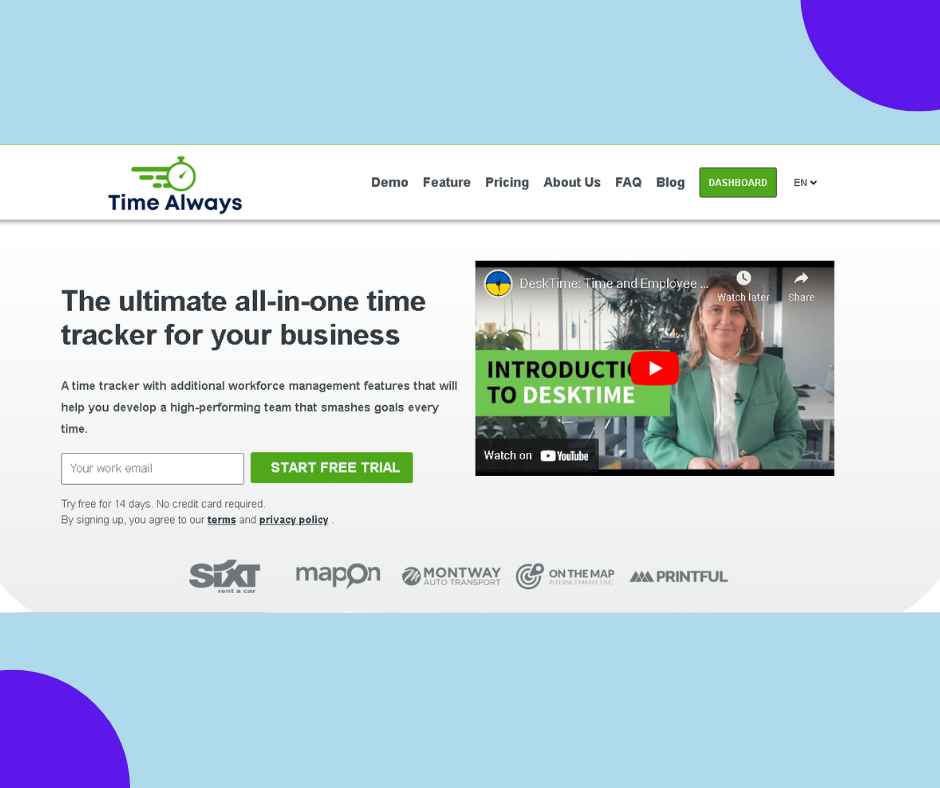 Time Always
Demo Feature Pricing About Us FAQ Blog DASHBOARD EN
The ultimate all-in-one time
tracker for your business
A time tracker with additional workforce management features that will
help you develop a high-performing team that smashes goals every
time.
Your work email START FREE TRIAL
Try free for 14 days. No credit card required.
By signing up, you agree to our terms and privacy policy .
DeskTime: Time and Employee ...
Watch later Share
INTRODUCTIO
TO DESKTIME
Watch on YouTube
SiXT
rent a car
mapon
MONTWAY
AUTO TRANSPORT
ON THE MAP
INTERNET MARKETING
PRINTFUL